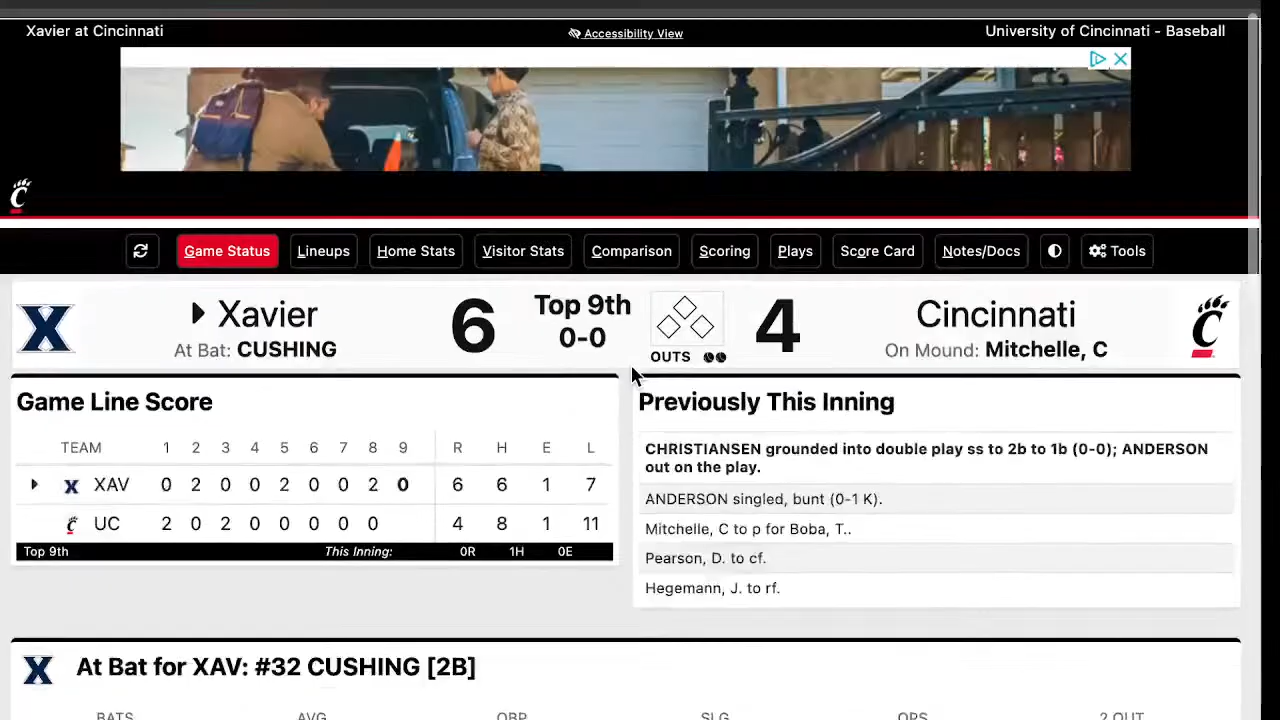 Xavier at Cincinnati
Accessibility View
University of Cincinnati - Baseball
Game Status
Lineups
Home Stats
Visitor Stats
Comparison
Scoring
Plays
Score Card
Notes/Docs
Tools
Xavier
At Bat: CUSHING
6
Top 9th
0-0
OUTS
4
Cincinnati
On Mound: Mitchelle, C
Game Line Score
TEAM 1 2 3 4 5 6 7 8 9 R H E L
XAV 0 2 0 0 2 0 0 2 0 6 6 1 7
UC 2 0 2 0 0 0 0 0 4 8 1 11
Top 9th This Inning: 0R 1H 0E
Previously This Inning
CHRISTIANSEN grounded into double play ss to 2b to 1b (0-0); ANDERSON
out on the play.
ANDERSON singled, bunt (0-1 K).
Mitchelle, C to p for Boba, T..
Pearson, D. to cf.
Hegemann, J. to rf.
At Bat for XAV: #32 CUSHING [2B]
BATS AVG OBP SLG OPS 2 OUT